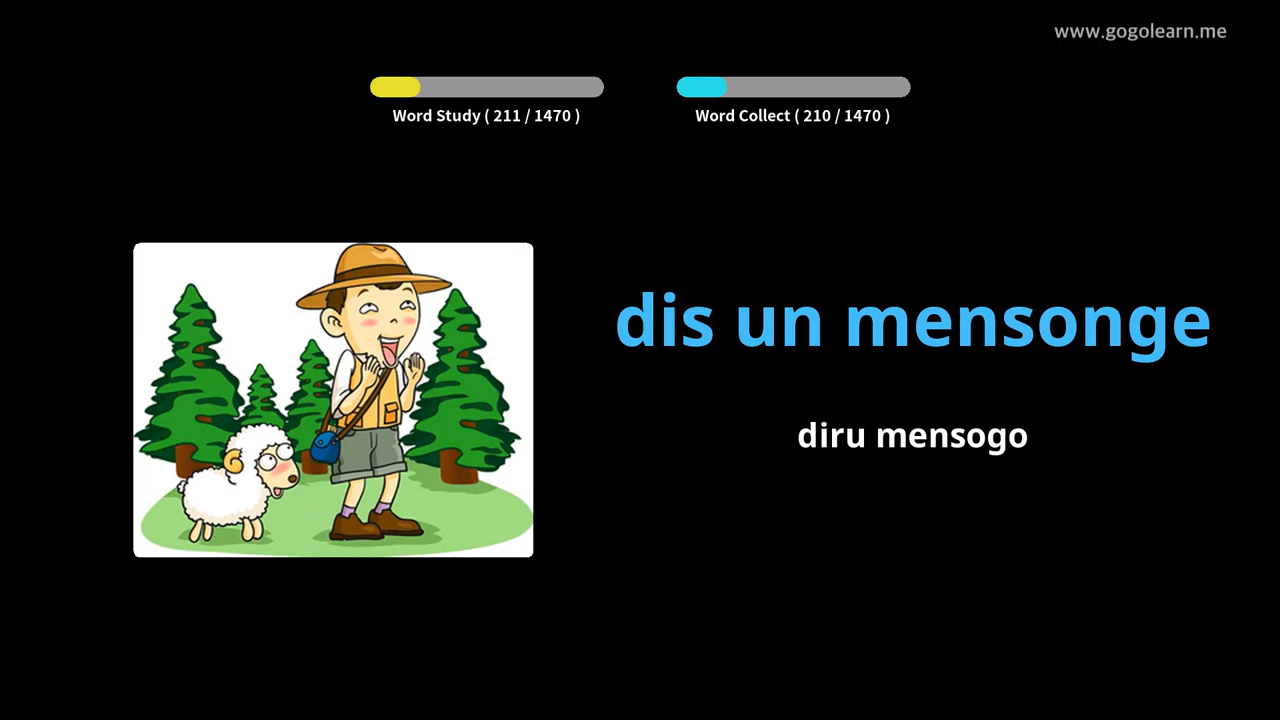 www.gogolearn.me
Word Study ( 211 / 1470 )
Word Collect ( 210 / 1470 )
dis un mensonge
diru mensogo